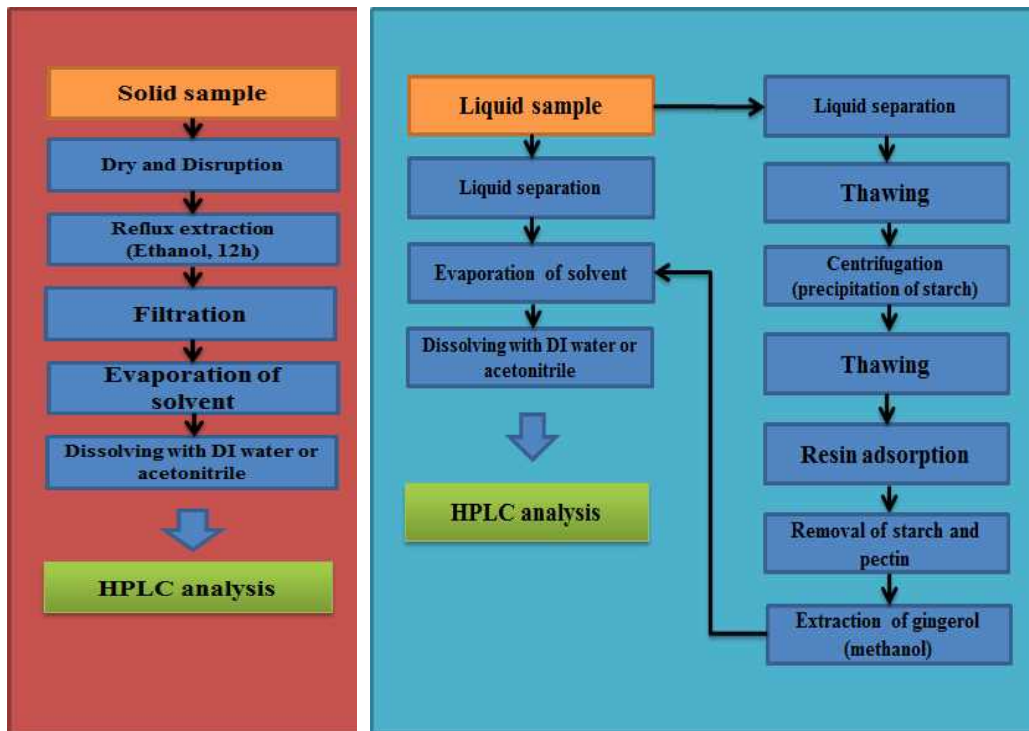 Solid sample
Dry and Disruption
Reflux extraction
(Ethanol, 12h)
Filtration
Evaporation of
solvent
Dissolving with DI water or
acetonitrile
HPLC analysis
Liquid sample
Liquid separation
Evaporation of solvent
Dissolving with DI water or
acetonitrile
HPLC analysis
Liquid separation
Thawing
Centrifugation
(precipitation of starch)
Thawing
Resin adsorption
Removal of starch and
pectin
Extraction of gingerol
(methanol)